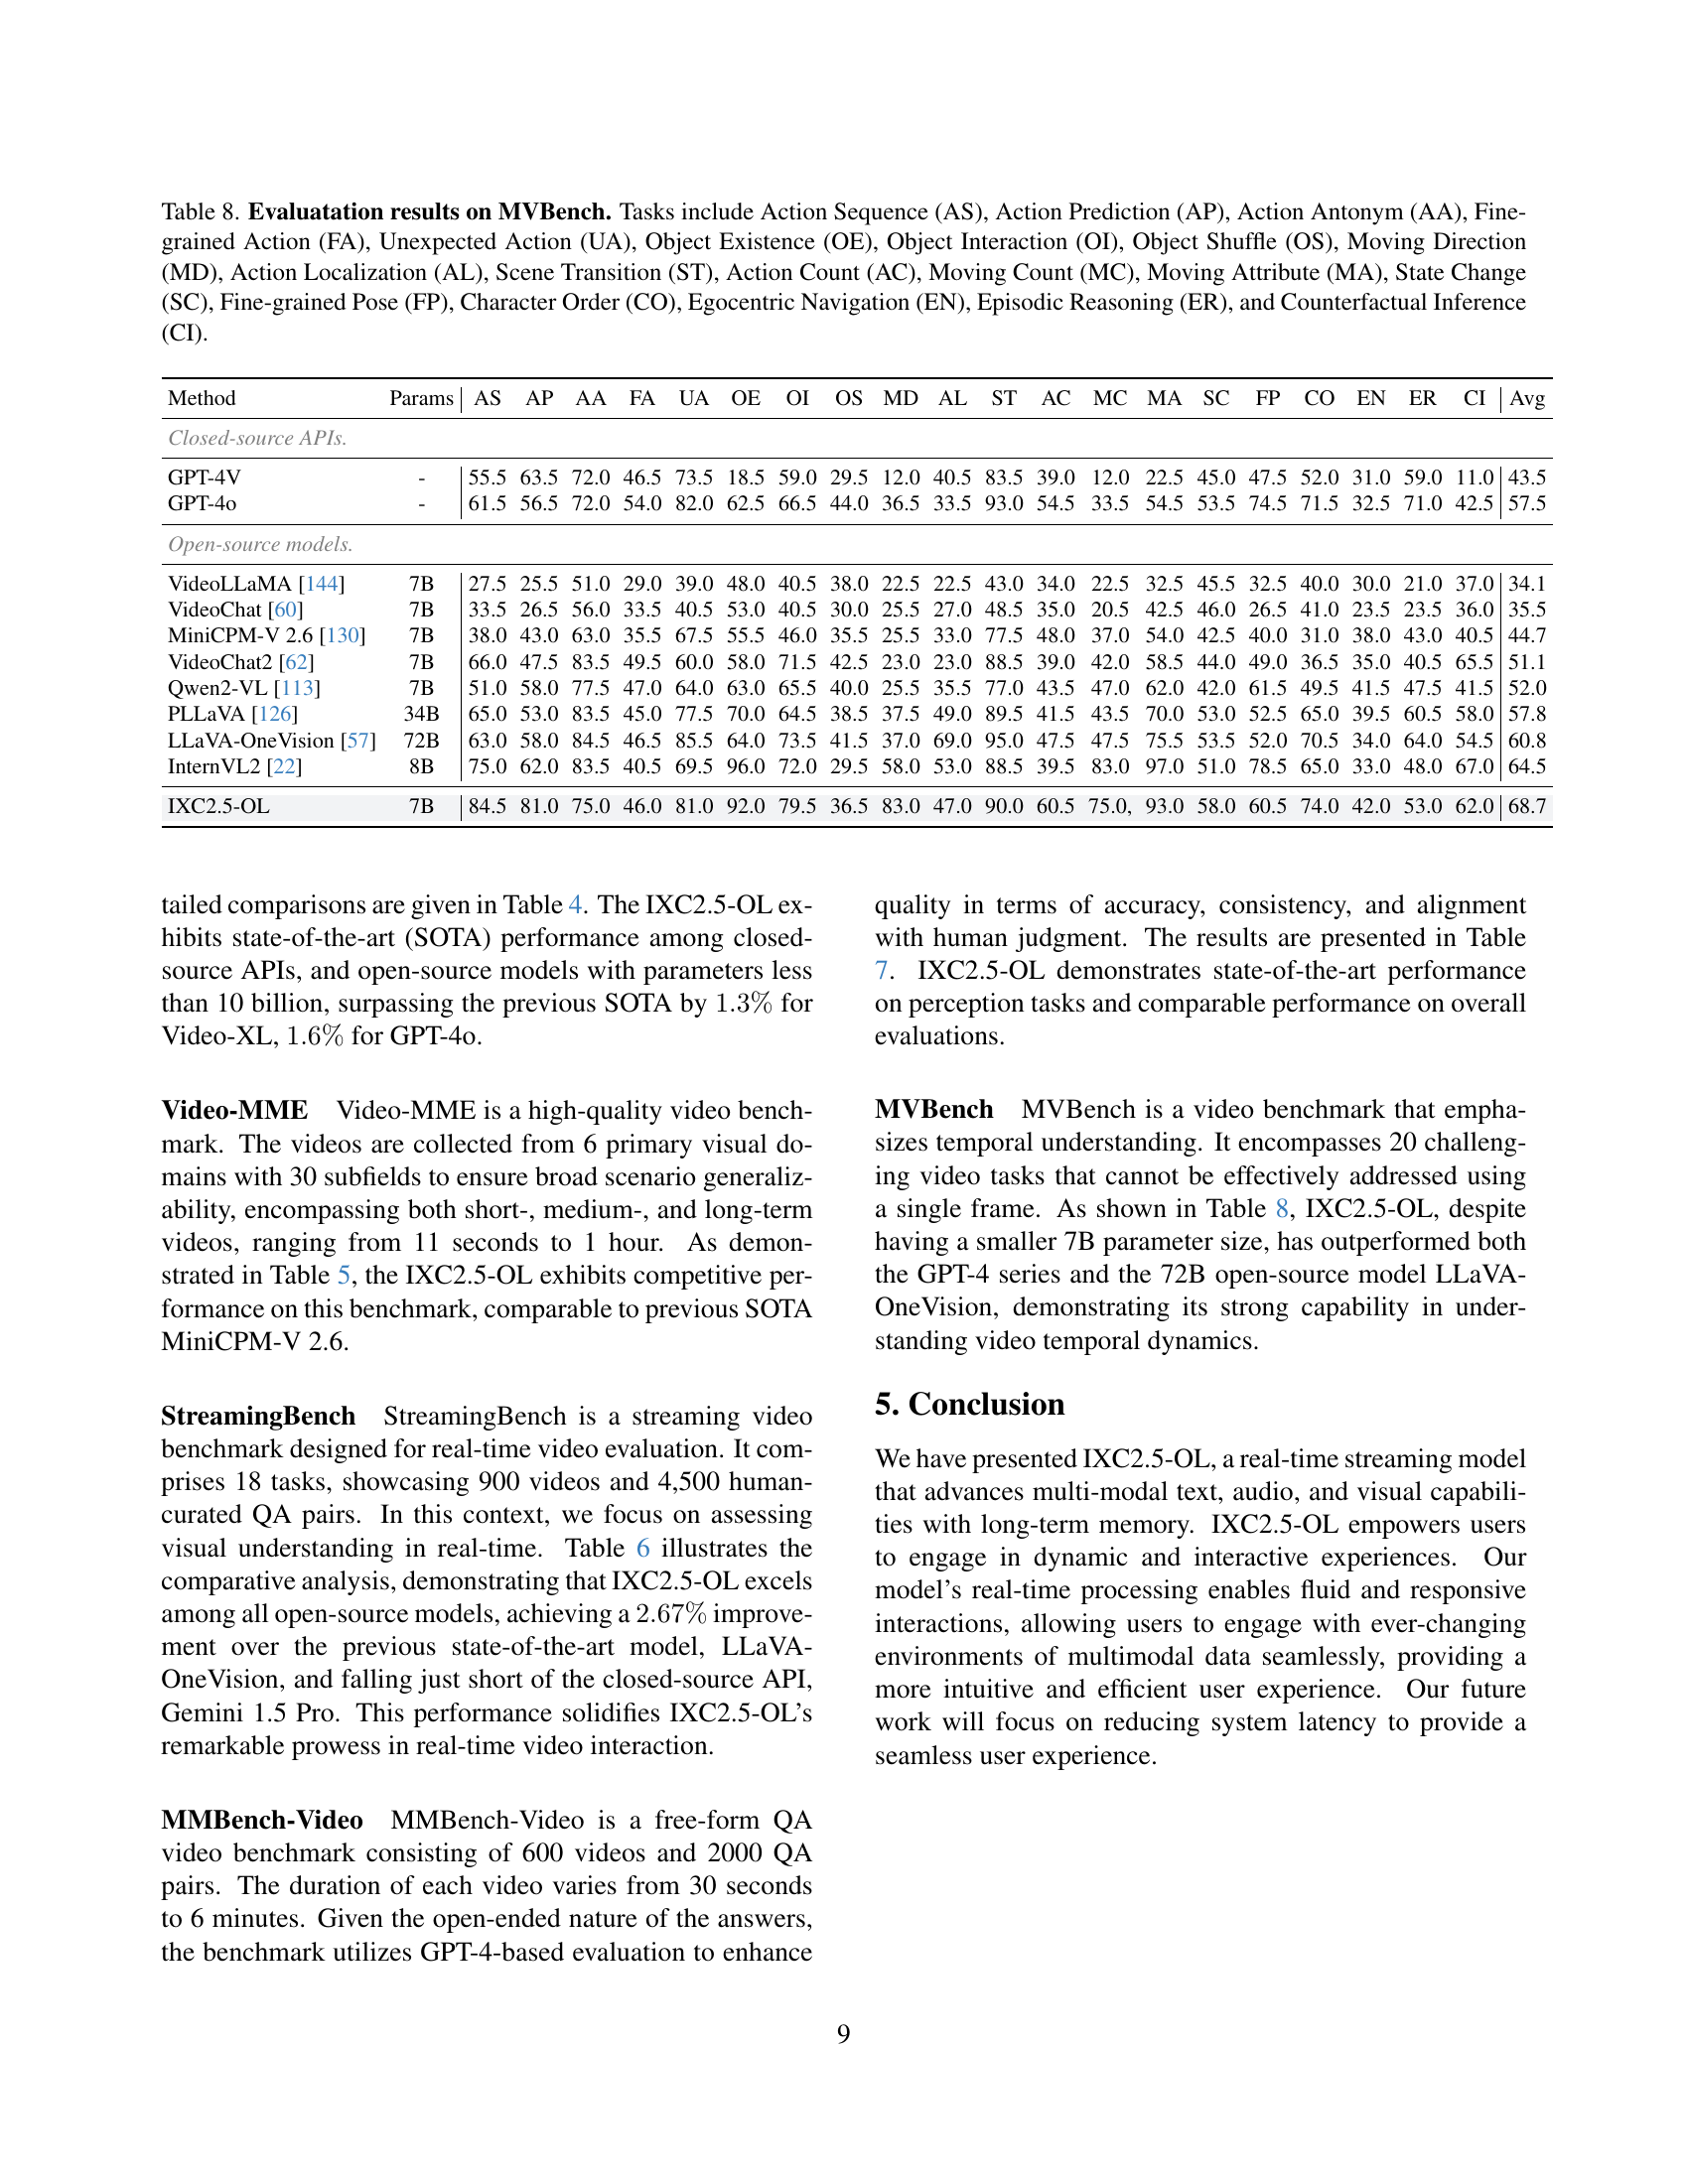 Table 8. Evaluatation results on MVBench. Tasks include Action Sequence (AS), Action Prediction (AP), Action Antonym (AA), Fine-
grained Action (FA), Unexpected Action (UA), Object Existence (OE), Object Interaction (OI), Object Shuffle (OS), Moving Direction
(MD), Action Localization (AL), Scene Transition (ST), Action Count (AC), Moving Count (MC), Moving Attribute (MA), State Change
(SC), Fine-grained Pose (FP), Character Order (CO), Egocentric Navigation (EN), Episodic Reasoning (ER), and Counterfactual Inference
(CI).
Method Params AS AP AA FA UA OE OI OS MD AL ST AC MC MA SC FP CO EN ER CI Avg
Closed-source APIs.
GPT-4V - 55.5 63.5 72.0 46.5 73.5 18.5 59.0 29.5 12.0 40.5 83.5 39.0 12.0 22.5 45.0 47.5 52.0 31.0 59.0 11.0 43.5
GPT-4o - 61.5 56.5 72.0 54.0 82.0 62.5 66.5 44.0 36.5 33.5 93.0 54.5 33.5 54.5 53.5 74.5 71.5 32.5 71.0 42.5 57.5
Open-source models.
VideoLLaMA [144] 7B 27.5 25.5 51.0 29.0 39.0 48.0 40.5 38.0 22.5 22.5 43.0 34.0 22.5 32.5 45.5 32.5 40.0 30.0 21.0 37.0 34.1
VideoChat [60] 7B 33.5 26.5 56.0 33.5 40.5 53.0 40.5 30.0 25.5 27.0 48.5 35.0 20.5 42.5 46.0 26.5 41.0 23.5 23.5 36.0 35.5
MiniCPM-V 2.6 [130] 7B 38.0 43.0 63.0 35.5 67.5 55.5 46.0 35.5 25.5 33.0 77.5 48.0 37.0 54.0 42.5 40.0 31.0 38.0 43.0 40.5 44.7
VideoChat2 [62] 7B 66.0 47.5 83.5 49.5 60.0 58.0 71.5 42.5 23.0 23.0 88.5 39.0 42.0 58.5 44.0 49.0 36.5 35.0 40.5 65.5 51.1
Qwen2-VL [113] 7B 51.0 58.0 77.5 47.0 64.0 63.0 65.5 40.0 25.5 35.5 77.0 43.5 47.0 62.0 42.0 61.5 49.5 41.5 47.5 41.5 52.0
PLLaVA [126] 34B 65.0 53.0 83.5 45.0 77.5 70.0 64.5 38.5 37.5 49.0 89.5 41.5 43.5 70.0 53.0 52.5 65.0 39.5 60.5 58.0 57.8
LLaVA-OneVision [57] 72B 63.0 58.0 84.5 46.5 85.5 64.0 73.5 41.5 37.0 69.0 95.0 47.5 47.5 75.5 53.5 52.0 70.5 34.0 64.0 54.5 60.8
InternVL2 [22] 8B 75.0 62.0 83.5 40.5 69.5 96.0 72.0 29.5 58.0 53.0 88.5 39.5 83.0 97.0 51.0 78.5 65.0 33.0 48.0 67.0 64.5
IXC2.5-OL 7B 84.5 81.0 75.0 46.0 81.0 92.0 79.5 36.5 83.0 47.0 90.0 60.5 75.0, 93.0 58.0 60.5 74.0 42.0 53.0 62.0 68.7
tailed comparisons are given in Table 4. The IXC2.5-OL ex-
hibits state-of-the-art (SOTA) performance among closed-
source APIs, and open-source models with parameters less
than 10 billion, surpassing the previous SOTA by 1.3% for
Video-XL, 1.6% for GPT-4o.
Video-MME Video-MME is a high-quality video bench-
mark. The videos are collected from 6 primary visual do-
mains with 30 subfields to ensure broad scenario generaliz-
ability, encompassing both short-, medium-, and long-term
videos, ranging from 11 seconds to 1 hour. As demon-
strated in Table 5, the IXC2.5-OL exhibits competitive per-
formance on this benchmark, comparable to previous SOTA
MiniCPM-V 2.6.
StreamingBench StreamingBench is a streaming video
benchmark designed for real-time video evaluation. It com-
prises 18 tasks, showcasing 900 videos and 4,500 human-
curated QA pairs. In this context, we focus on assessing
visual understanding in real-time. Table 6 illustrates the
comparative analysis, demonstrating that IXC2.5-OL excels
among all open-source models, achieving a 2.67% improve-
ment over the previous state-of-the-art model, LLaVA-
OneVision, and falling just short of the closed-source API,
Gemini 1.5 Pro. This performance solidifies IXC2.5-OL's
remarkable prowess in real-time video interaction.
MMBench-Video MMBench-Video is a free-form QA
video benchmark consisting of 600 videos and 2000 QA
pairs. The duration of each video varies from 30 seconds
to 6 minutes. Given the open-ended nature of the answers,
the benchmark utilizes GPT-4-based evaluation to enhance
quality in terms of accuracy, consistency, and alignment
with human judgment. The results are presented in Table
7. IXC2.5-OL demonstrates state-of-the-art performance
on perception tasks and comparable performance on overall
evaluations.
MVBench MVBench is a video benchmark that empha-
sizes temporal understanding. It encompasses 20 challeng-
ing video tasks that cannot be effectively addressed using
a single frame. As shown in Table 8, IXC2.5-OL, despite
having a smaller 7B parameter size, has outperformed both
the GPT-4 series and the 72B open-source model LLaVA-
OneVision, demonstrating its strong capability in under-
standing video temporal dynamics.
5. Conclusion
We have presented IXC2.5-OL, a real-time streaming model
that advances multi-modal text, audio, and visual capabili-
ties with long-term memory. IXC2.5-OL empowers users
to engage in dynamic and interactive experiences. Our
model's real-time processing enables fluid and responsive
interactions, allowing users to engage with ever-changing
environments of multimodal data seamlessly, providing a
more intuitive and efficient user experience. Our future
work will focus on reducing system latency to provide a
seamless user experience.
9